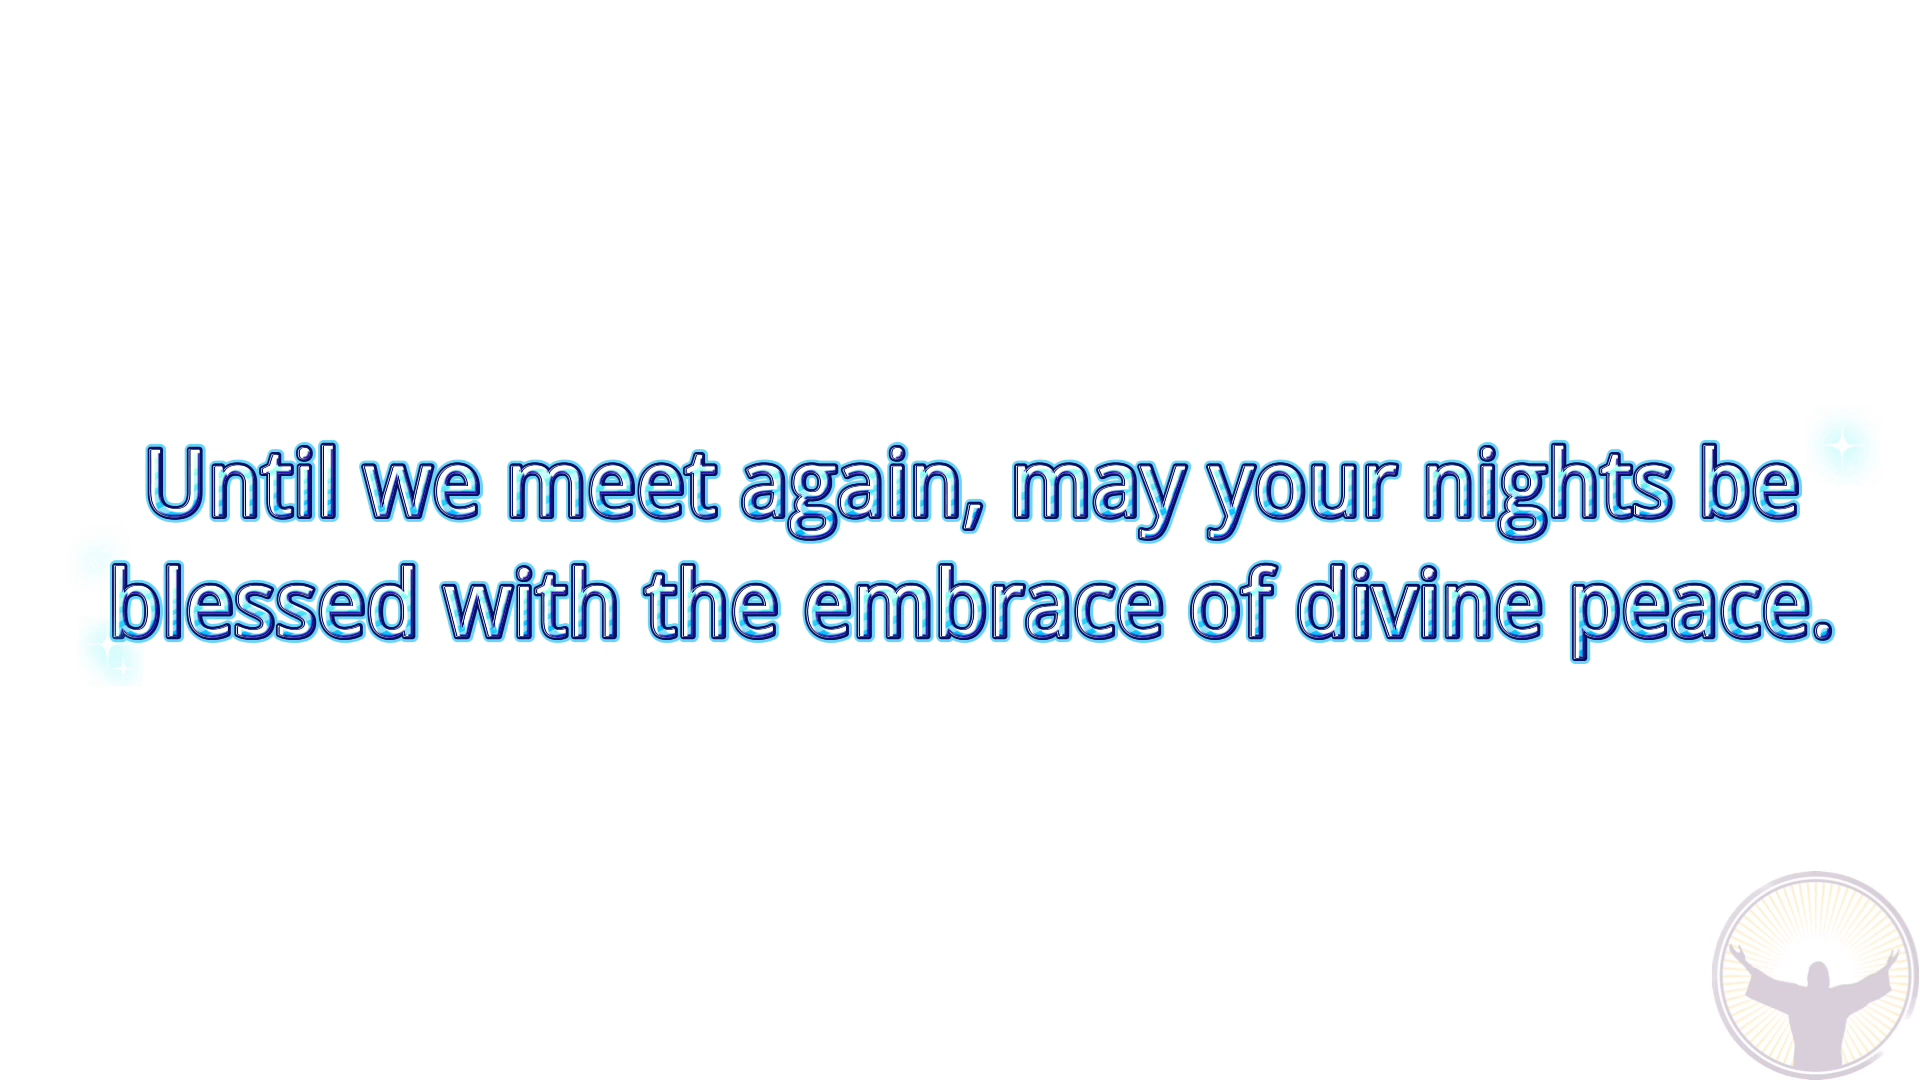 Until we meet again, may your nights be
blessed with the embrace of divine peace.